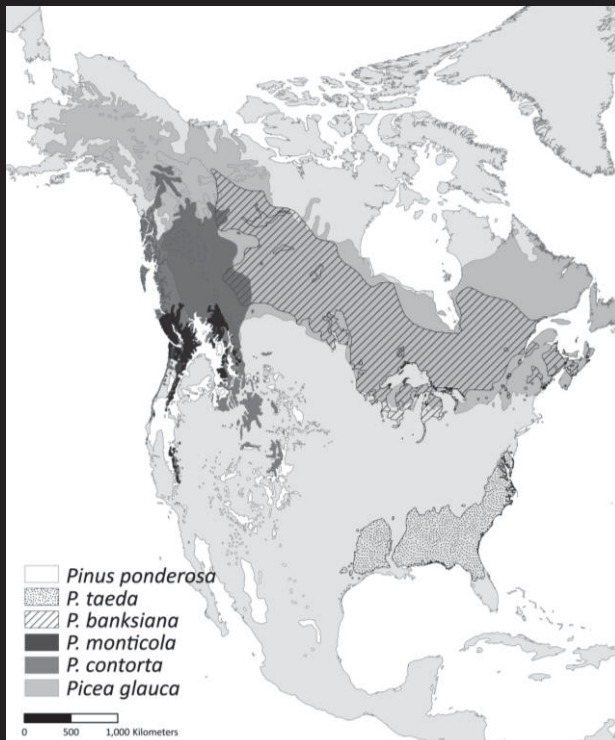 Pinus ponderosa
P. taeda
P. banksiana
P. monticola
P. contorta
Picea glauca
0 500 1,000 Kilometers